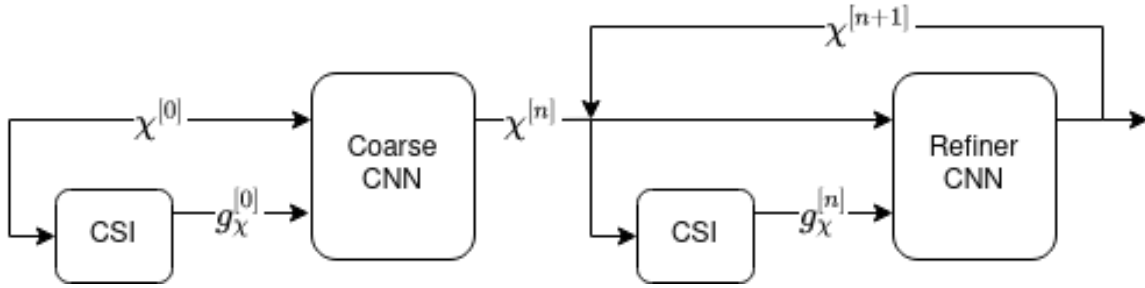 χ^[n+1]
χ^[0]
Coarse
CNN
χ^[n]
Refiner
CNN
CSI
g_χ^[0]
CSI
g_χ^[n]